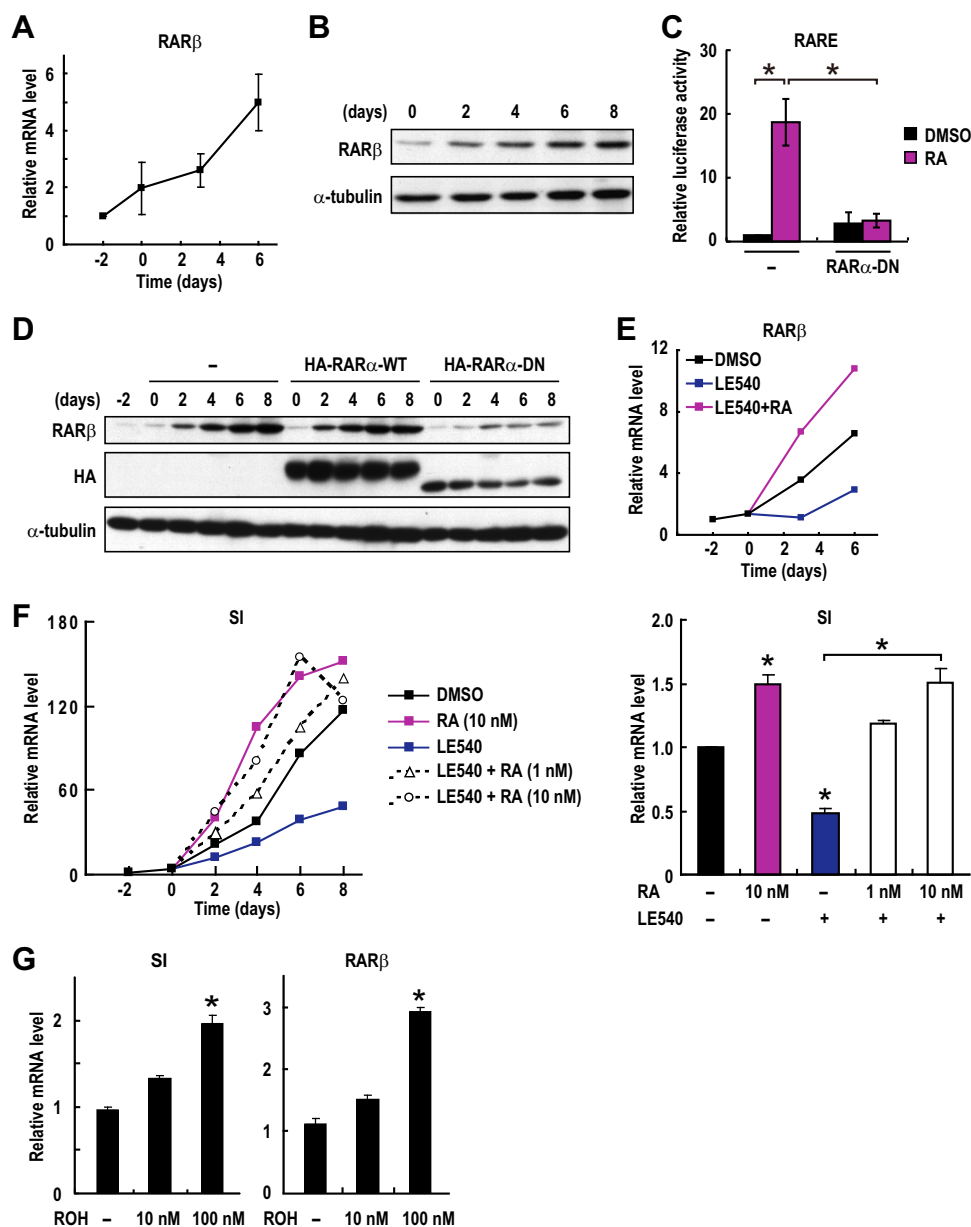 A
RARβ
Relative mRNA level
6
4
2
0
-2 0 2 4 6
Time (days)
B
(days) 0 2 4 6 8
RARβ
α-tubulin
C
RARE
Relative luciferase activity
30
20
10
0
* *
– RARα-DN
DMSO
RA
D
– HA-RARα-WT HA-RARα-DN
(days) -2 0 2 4 6 8 0 2 4 6 8 0 2 4 6 8
RARβ
HA
α-tubulin
E
RARβ
Relative mRNA level
12
8
4
0
-2 0 2 4 6
Time (days)
DMSO
LE540
LE540+RA
F
SI
Relative mRNA level
180
120
60
0
-2 0 2 4 6 8
Time (days)
DMSO
RA (10 nM)
LE540
LE540 + RA (1 nM)
LE540 + RA (10 nM)
SI
Relative mRNA level
2.0
1.5
1.0
0.5
0.0
* * *
RA – 10 nM – 1 nM 10 nM
LE540 – – + + +
G
SI
Relative mRNA level
2
1
0
*
ROH – 10 nM 100 nM
RARβ
3
2
1
0
*
ROH – 10 nM 100 nM